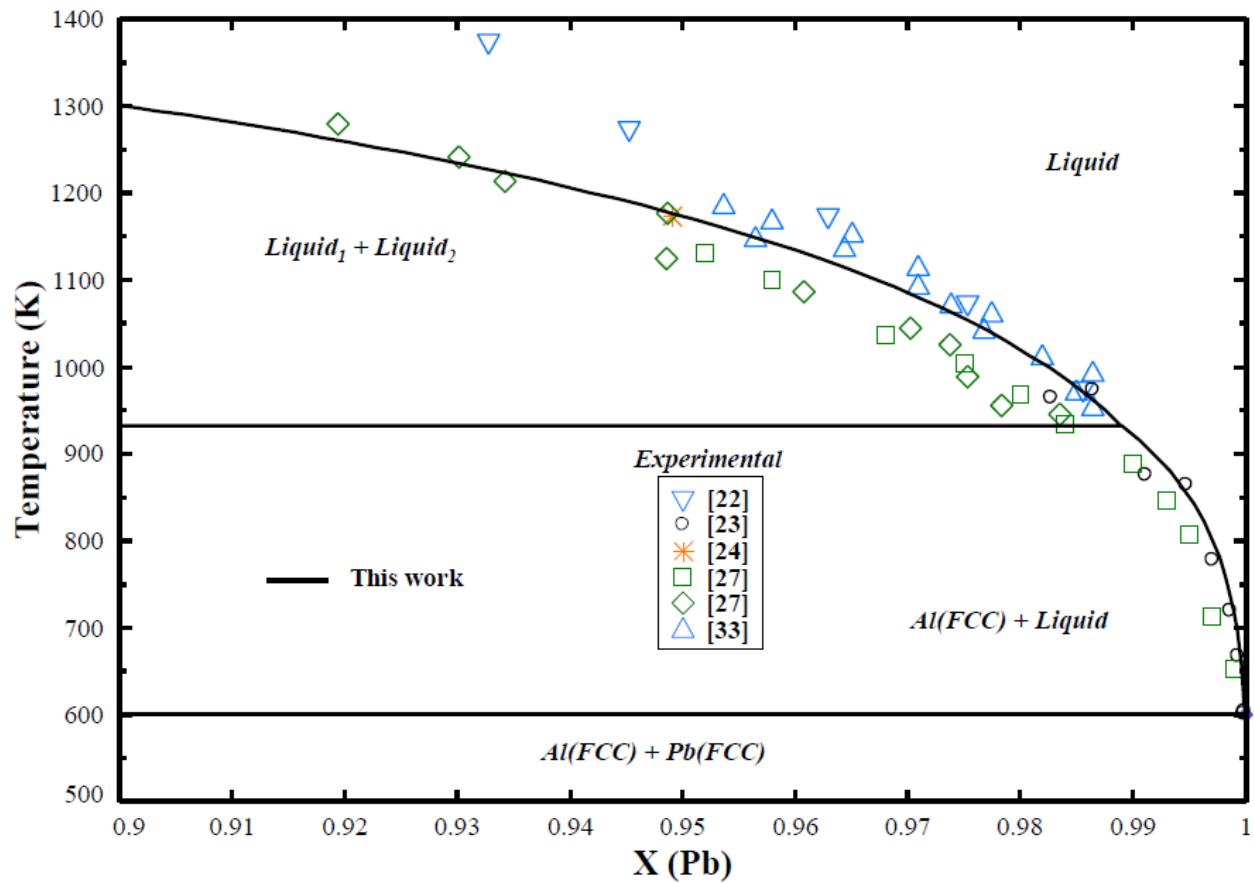 1400
1300
1200
1100
1000
900
800
700
600
500
Temperature (K)
Liquid
Liquid₁ + Liquid₂
Experimental
[22]
[23]
[24]
[27]
[27]
[33]
This work
Al(FCC) + Liquid
Al(FCC) + Pb(FCC)
0.9 0.91 0.92 0.93 0.94 0.95 0.96 0.97 0.98 0.99 1
X (Pb)